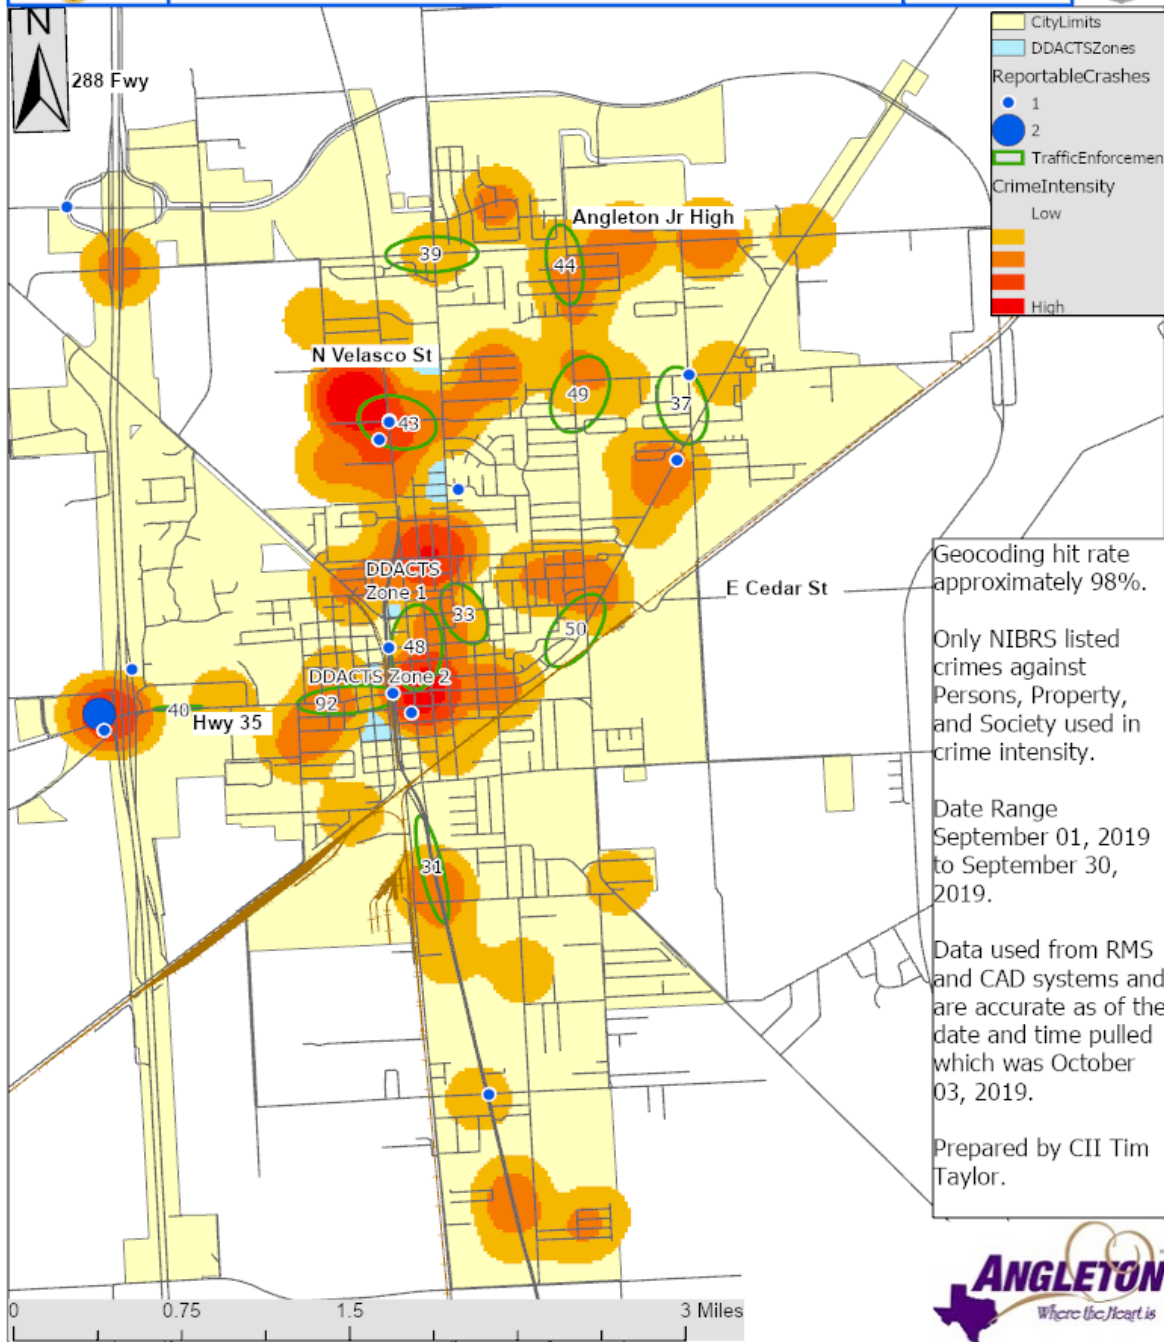 N
288 Fwy
CityLimits
DDACTSZones
ReportableCrashes
1
2
TrafficEnforcemen
CrimeIntensity
Low
High
Angleton Jr High
39
44
N Velasco St
49
37
43
DDACTS
Zone 1
E Cedar St
33
50
48
DDACTS Zone 2
92
40
Hwy 35
31
Geocoding hit rate
approximately 98%.
Only NIBRS listed
crimes against
Persons, Property,
and Society used in
crime intensity.
Date Range
September 01, 2019
to September 30,
2019.
Data used from RMS
and CAD systems and
are accurate as of the
date and time pulled
which was October
03, 2019.
Prepared by CII Tim
Taylor.
ANGLETON
Where the Heart is
0 0.75 1.5 3 Miles